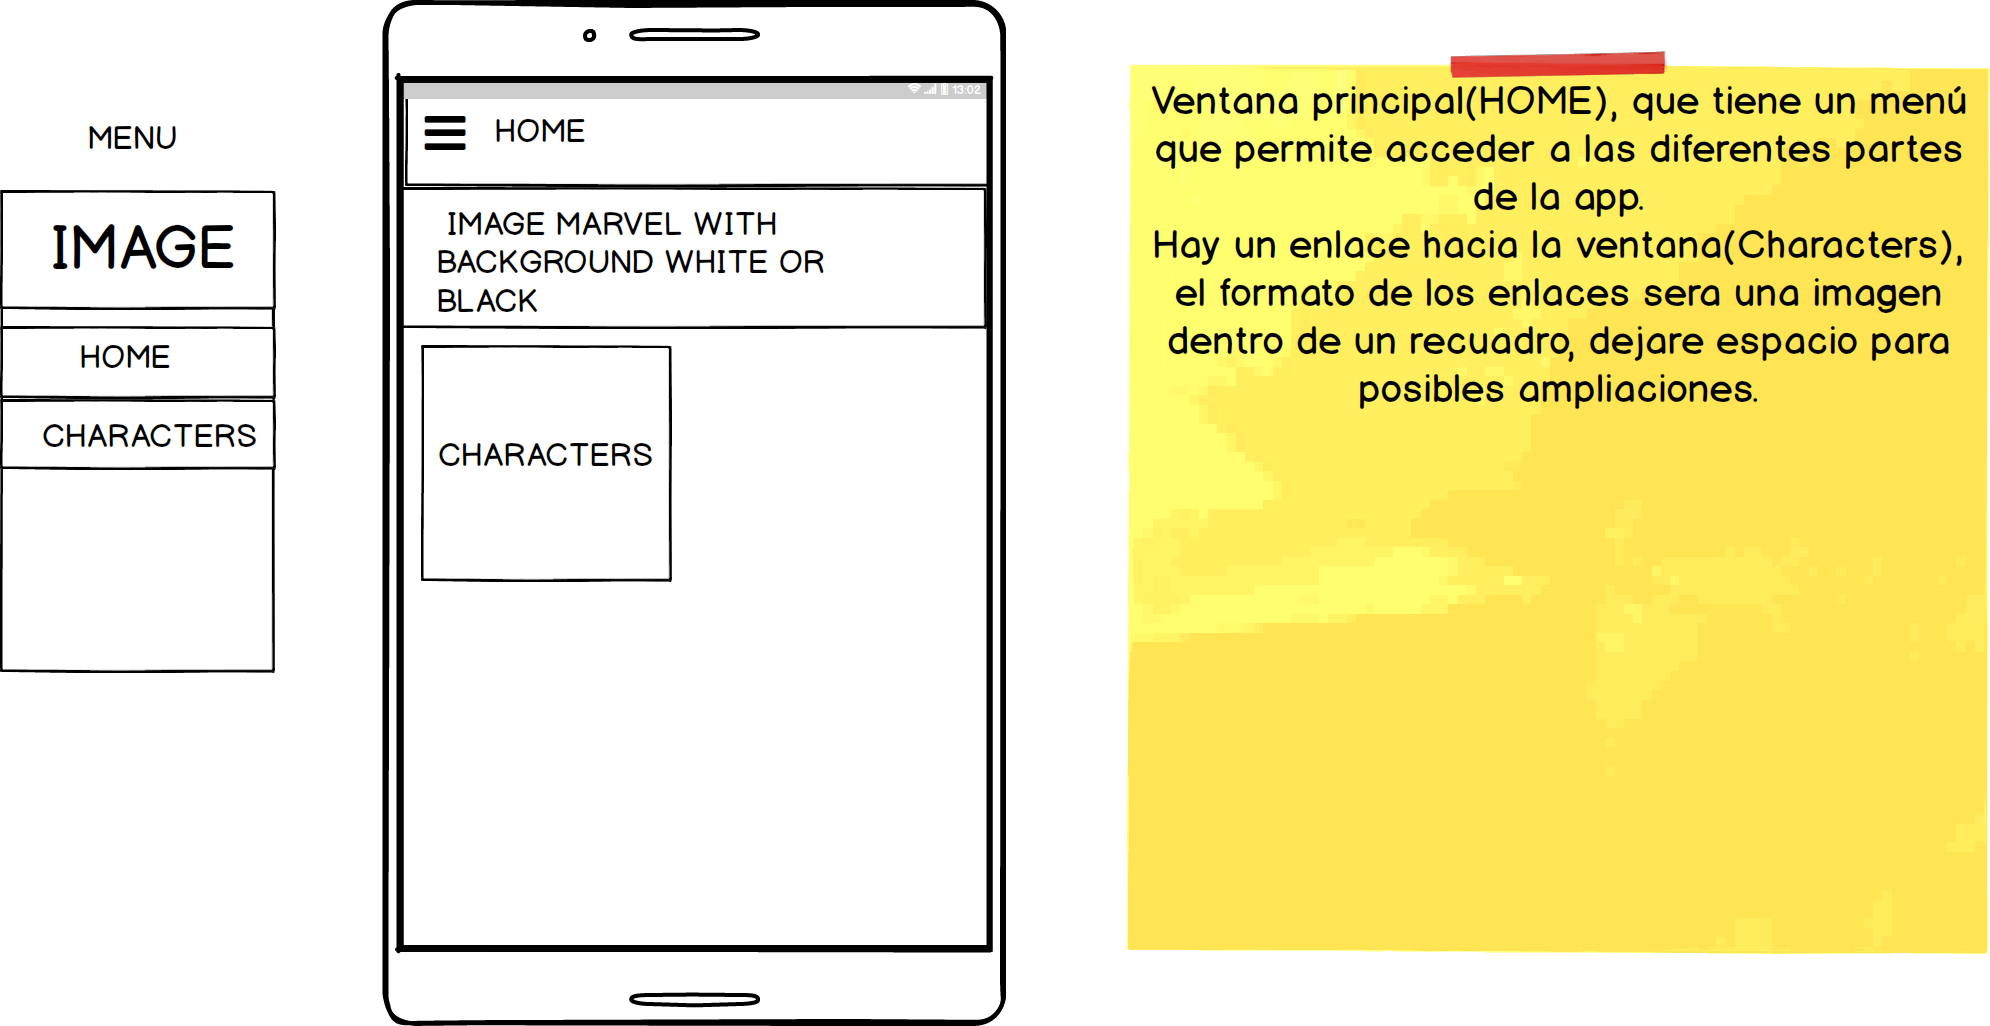 MENU
IMAGE
HOME
CHARACTERS
13:02
HOME
IMAGE MARVEL WITH
BACKGROUND WHITE OR
BLACK
CHARACTERS
Ventana principal(HOME), que tiene un menú
que permite acceder a las diferentes partes
de la app.
Hay un enlace hacia la ventana(Characters),
el formato de los enlaces sera una imagen
dentro de un recuadro, dejare espacio para
posibles ampliaciones.